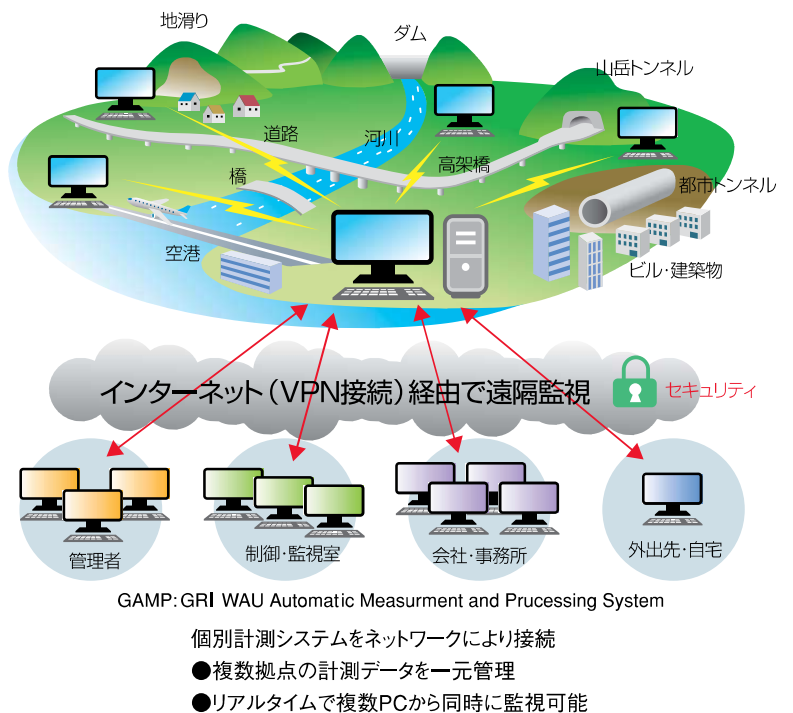 地滑り
ダム
山岳トンネル
道路
河川
高架橋
橋
都市トンネル
空港
ビル・建築物
インターネット(VPN接続)経由で遠隔監視
セキュリティ
管理者
制御・監視室
会社・事務所
外出先・自宅
GAMP:GRI WAU Automatic Measurment and Prucessing System
個別計測システムをネットワークにより接続
●複数拠点の計測データを一元管理
●リアルタイムで複数PCから同時に監視可能